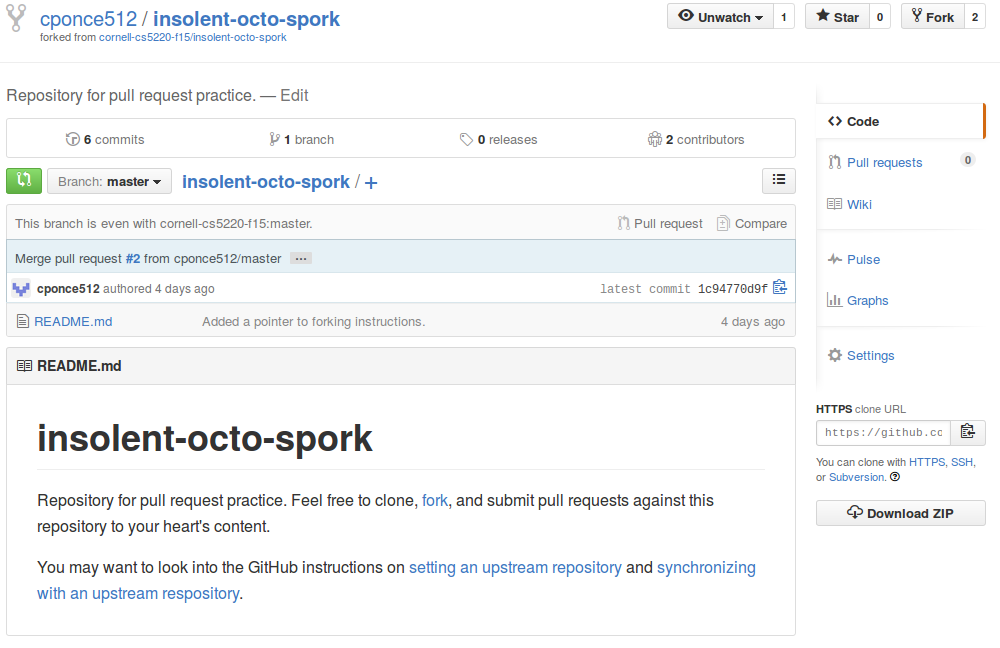 cponce512 / insolent-octo-spork
Unwatch 1 Star 0 Fork 2
forked from cornell-cs5220-f15/insolent-octo-spork
Repository for pull request practice. — Edit
6 commits 1 branch 0 releases 2 contributors
Branch: master insolent-octo-spork / +
This branch is even with cornell-cs5220-f15:master. Pull request Compare
Merge pull request #2 from cponce512/master ...
cponce512 authored 4 days ago latest commit 1c94770d9f
README.md Added a pointer to forking instructions. 4 days ago
README.md
insolent-octo-spork
Repository for pull request practice. Feel free to clone, fork, and submit pull requests against this
repository to your heart's content.
You may want to look into the GitHub instructions on setting an upstream repository and synchronizing
with an upstream respository.
Code
Pull requests 0
Wiki
Pulse
Graphs
Settings
HTTPS clone URL
https://github.cc
You can clone with HTTPS, SSH,
or Subversion.
Download ZIP